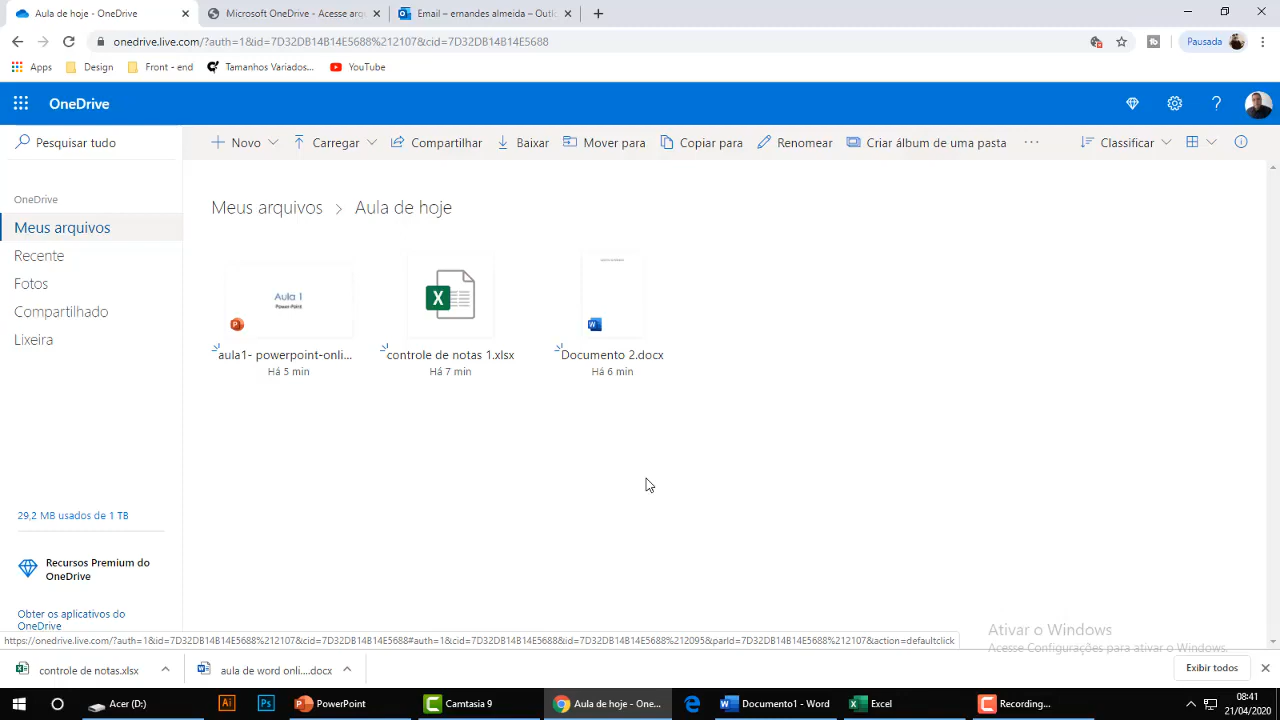 Aula de hoje - OneDrive
Microsoft OneDrive - Acesse arqu
Email – ernandes almeida – Outlo
onedrive.live.com/?auth=1&id=7D32DB14B14E5688%212107&cid=7D32DB14B14E5688
Pausada
Apps
Design
Front - end
Tamanhos Variados...
YouTube
OneDrive
?
Pesquisar tudo
Novo
Carregar
Compartilhar
Baixar
Mover para
Copiar para
Renomear
Criar álbum de uma pasta
...
Classificar
OneDrive
Meus arquivos
Recente
Fotos
Compartilhado
Lixeira
Meus arquivos > Aula de hoje
Aula 1
Power-Point
aula1- powerpoint-onli...
Há 5 min
controle de notas 1.xlsx
Há 7 min
Documento 2.docx
Há 6 min
29,2 MB usados de 1 TB
Recursos Premium do
OneDrive
Obter os aplicativos do
OneDrive
https://onedrive.live.com/?auth=1&id=7D32DB14B14E5688%212107&cid=7D32DB14B14E5688#auth=1&cid=7D32DB14B14E5688&id=7D32DB14B14E5688%212095&parId=7D32DB14B14E5688%212107&action=defaultclick
Ativar o Windows
Acesse Configurações para ativar o Windows.
controle de notas.xlsx
aula de word onli....docx
Exibir todos
Acer (D:)
Ai
Ps
PowerPoint
Camtasia 9
Aula de hoje - One...
Documento1 - Word
Excel
Recording...
08:41
21/04/2020